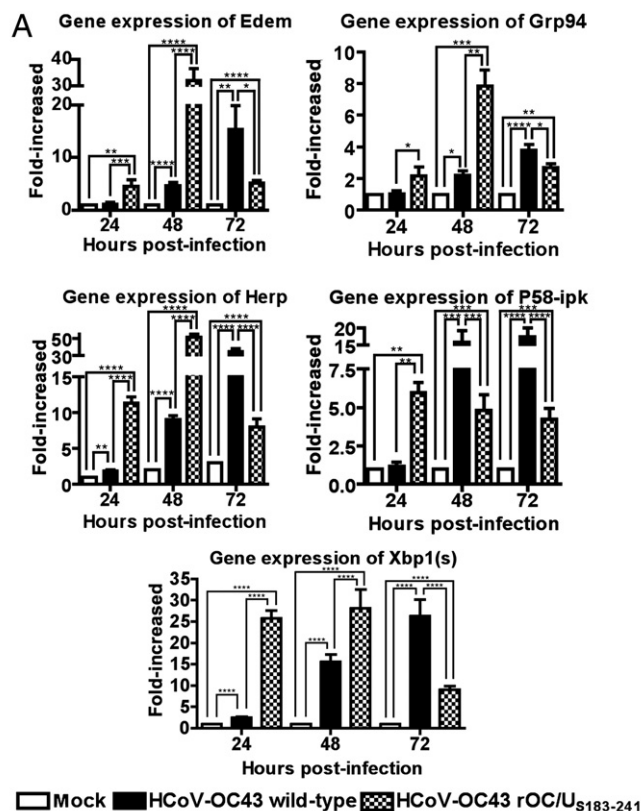 A
Gene expression of Edem
Fold-increased
40
30
20
10
0
** *** **** **** **** ** **** *
24 48 72
Hours post-infection
Gene expression of Grp94
Fold-increased
10
8
6
4
2
0
* * *** ** **** ** *
24 48 72
Hours post-infection
Gene expression of Herp
Fold-increased
50
30
15
10
5
0
** **** **** **** **** **** **** **** ****
24 48 72
Hours post-infection
Gene expression of P58-ipk
Fold-increased
20
15
7.5
5.0
2.5
0.0
** ** *** *** *** **** *** ****
24 48 72
Hours post-infection
Gene expression of Xbp1(s)
Fold-increased
35
30
25
20
15
10
5
0
**** **** **** **** **** **** **** **** ****
24 48 72
Hours post-infection
Mock HCoV-OC43 wild-type HCoV-OC43 rOC/US183-241